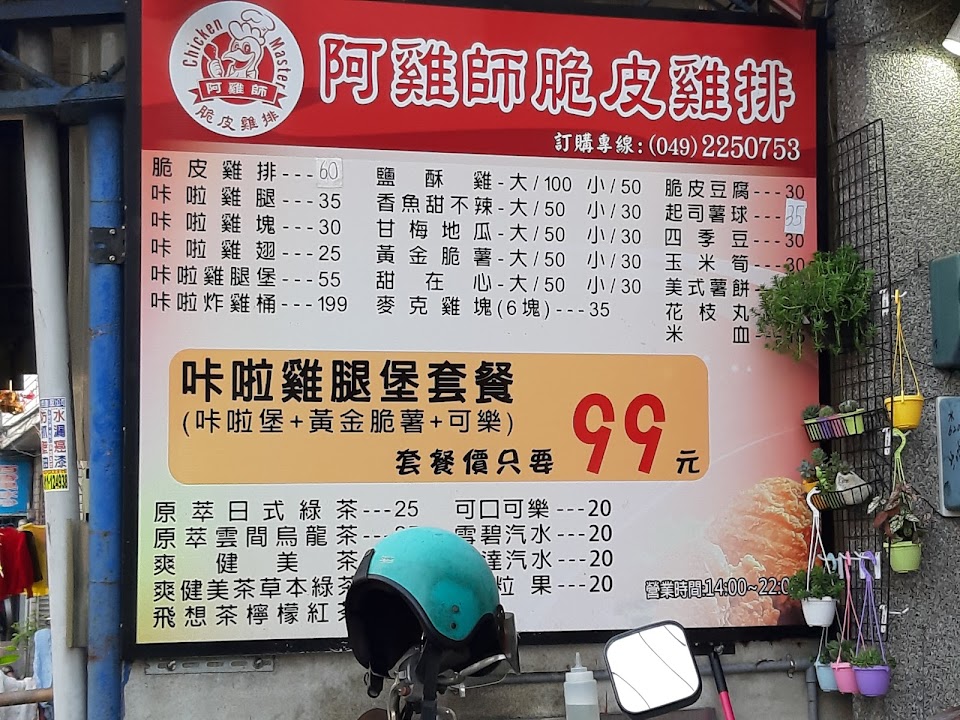 Chicken Master
阿雞師
脆皮雞排
阿雞師脆皮雞排
訂購專線:(049)2250753
脆皮雞排---60
咔啦雞腿---35
咔啦雞塊---30
咔啦雞翅---25
咔啦雞腿堡---55
咔啦炸雞桶---199
鹽酥雞-大/100 小/50
香魚甜不辣-大/50 小/30
甘梅地瓜-大/50 小/30
黃金脆薯-大/50 小/30
甜在心-大/50 小/30
麥克雞塊(6塊)---35
脆皮豆腐---30
起司薯球---35
四季豆---30
玉米筍---30
美式薯餅
花枝丸
米血
咔啦雞腿堡套餐
(咔啦堡+黃金脆薯+可樂)
套餐價只要 99元
原萃日式綠茶---25
原萃雲間烏龍茶---
爽健美茶
爽健美茶草本綠茶
飛想茶檸檬紅
可口可樂---20
雪碧汽水---20
達汽水---20
粒果---20
營業時間:14:00~22:0
水漏癌漆